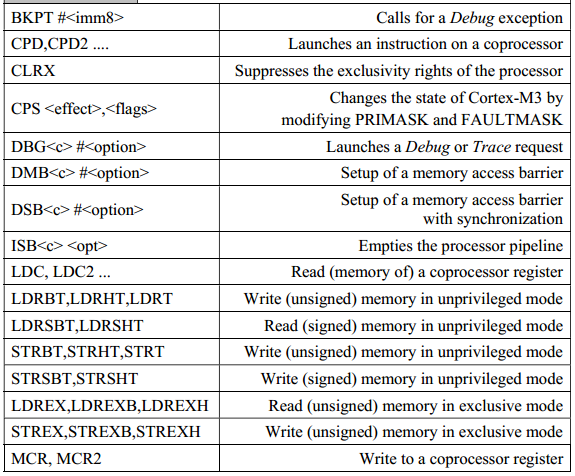 BKPT #<imm8> Calls for a Debug exception
CPD,CPD2 .... Launches an instruction on a coprocessor
CLRX Suppresses the exclusivity rights of the processor
CPS <effect>,<flags> Changes the state of Cortex-M3 by
modifying PRIMASK and FAULTMASK
DBG<c> #<option> Launches a Debug or Trace request
DMB<c> #<option> Setup of a memory access barrier
DSB<c> #<option> Setup of a memory access barrier
with synchronization
ISB<c> <opt> Empties the processor pipeline
LDC, LDC2 ... Read (memory of) a coprocessor register
LDRBT,LDRHT,LDRT Write (unsigned) memory in unprivileged mode
LDRSBT,LDRSHT Read (signed) memory in unprivileged mode
STRBT,STRHT,STRT Write (unsigned) memory in unprivileged mode
STRSBT,STRSHT Write (signed) memory in unprivileged mode
LDREX,LDREXB,LDREXH Read (unsigned) memory in exclusive mode
STREX,STREXB,STREXH Write (unsigned) memory in exclusive mode
MCR, MCR2 Write to a coprocessor register